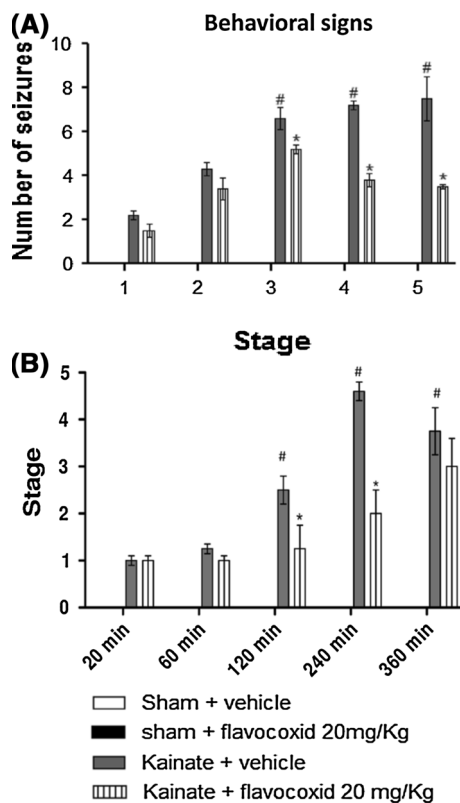 (A) Behavioral signs
Number of seizures
10
8
6
4
2
0
# # #
* * *
1 2 3 4 5
Stage
(B)
Stage
5
4
3
2
1
0
# # #
* *
20 min 60 min 120 min 240 min 360 min
Sham + vehicle
sham + flavocoxid 20mg/Kg
Kainate + vehicle
Kainate + flavocoxid 20 mg/Kg